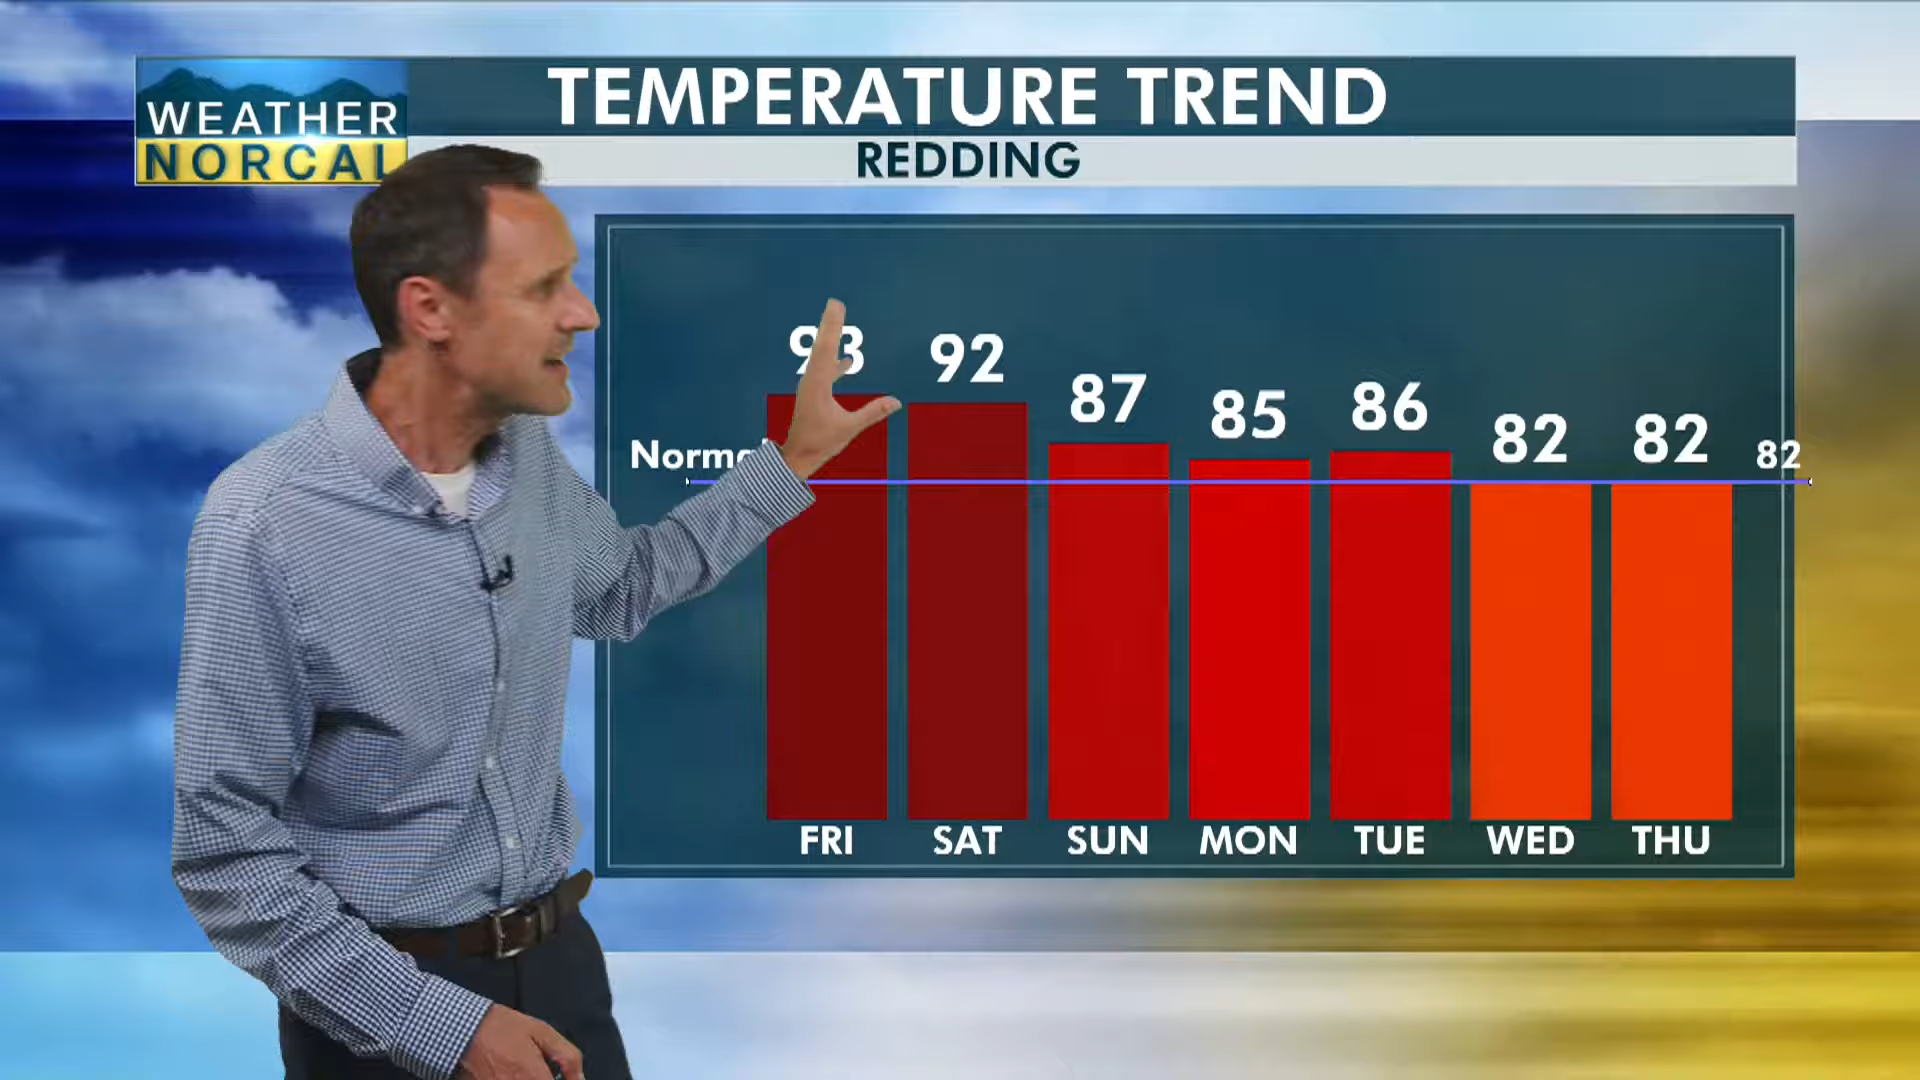 WEATHER
NORCAL
TEMPERATURE TREND
REDDING
93 92 87 85 86 82 82
82
FRI SAT SUN MON TUE WED THU